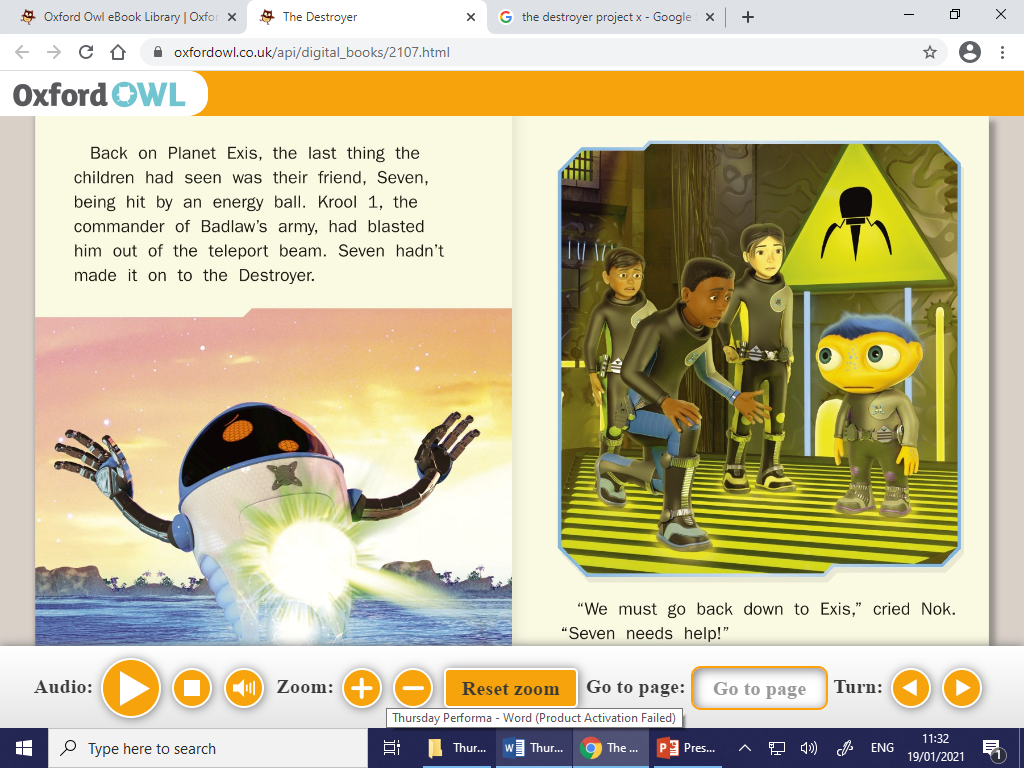 Oxford Owl eBook Library | Oxfor
The Destroyer
the destroyer project x - Google
oxfordowl.co.uk/api/digital_books/2107.html
Oxford OWL
Back on Planet Exis, the last thing the
children had seen was their friend, Seven,
being hit by an energy ball. Krool 1, the
commander of Badlaw's army, had blasted
him out of the teleport beam. Seven hadn't
made it on to the Destroyer.
"We must go back down to Exis," cried Nok.
"Seven needs help!"
Audio: Zoom: Reset zoom Go to page: Go to page Turn:
Thursday Performa - Word (Product Activation Failed)
Type here to search
Thur...
Thur...
The ...
Pres...
ENG
11:32
19/01/2021
1